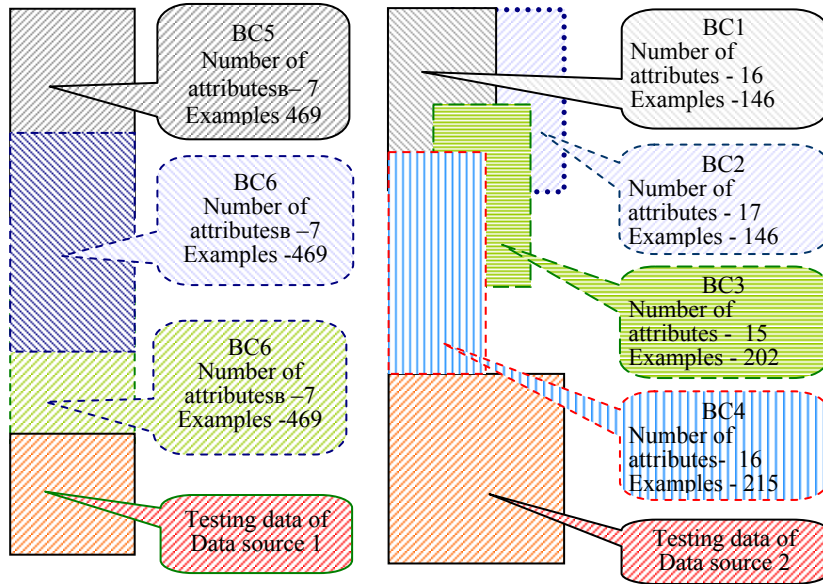 BC5
Number of
attributesв– 7
Examples 469
BC6
Number of
attributesв –7
Examples -469
BC6
Number of
attributesв –7
Examples -469
Testing data of
Data source 1
BC1
Number of
attributes - 16
Examples -146
BC2
Number of
attributes - 17
Examples - 146
BC3
Number of
attributes - 15
Examples - 202
BC4
Number of
attributes- 16
Examples - 215
Testing data of
Data source 2